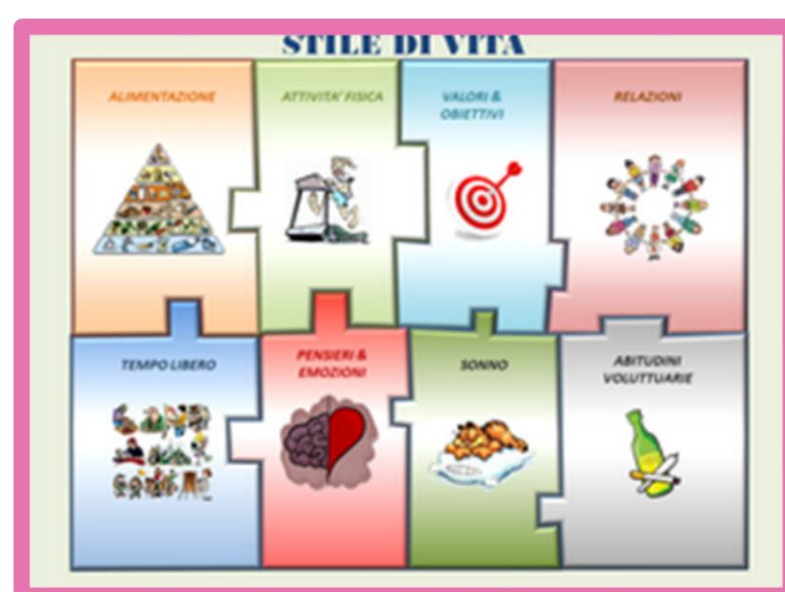 STILE DI VITA
ALIMENTAZIONE
ATTIVITA' FISICA
VALORI &
OBIETTIVI
RELAZIONI
TEMPO LIBERO
PENSIERI &
EMOZIONI
SONNO
ABITUDINI
VOLUTTUARIE